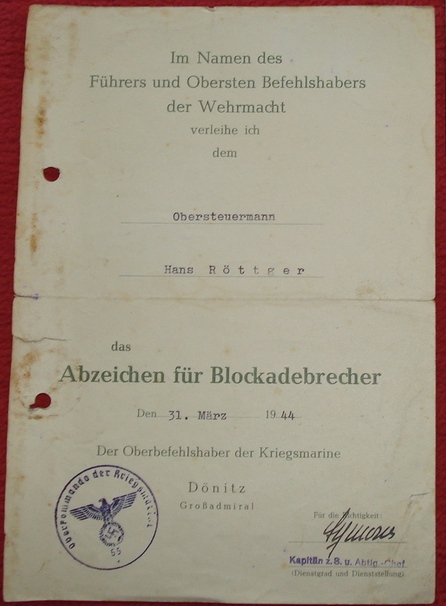 Im Namen des
Führers und Obersten Befehlshabers
der Wehrmacht
verleihe ich
dem
Obersteuermann
Hans Röttger
das
Abzeichen für Blockadebrecher
Den 31. März 1944
Der Oberbefehlshaber der Kriegsmarine
Dönitz
Großadmiral
Oberkommando der Kriegsmarine
Für die Richtigkeit:
Kapitän z.S. u. Abtlg.-Chef
(Dienstgrad und Dienststellung)